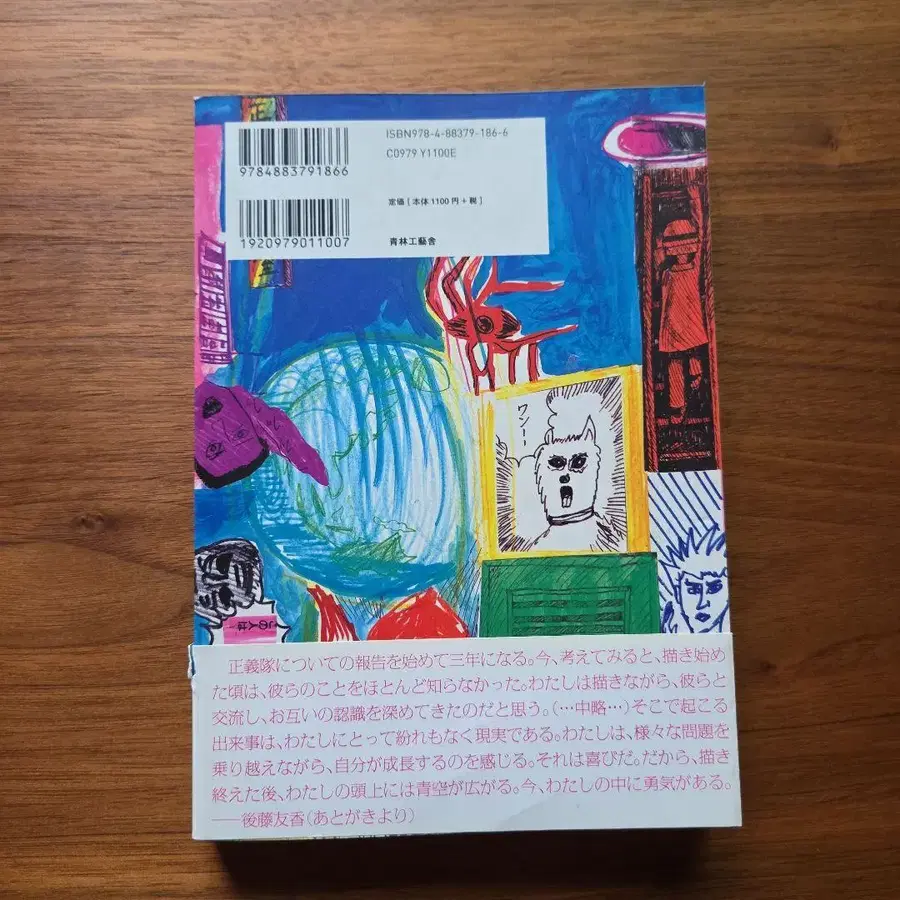 ISBN978-4-88379-186-6
C0979 ¥1100E
9784883791866
定価[本体1100円+税]
1920979011007
青林工藝舎
ワンー
この人は…
正義隊についての報告を始めて三年になる。今、考えてみると、描き始め
た頃は、彼らのことをほとんど知らなかった。わたしは描きながら、彼らと
交流し、お互いの認識を深めてきたのだと思う。(…中略…)そこで起こる
出来事は、わたしにとって紛れもなく現実である。わたしは、様々な問題を
乗り越えながら、自分が成長するのを感じる。それは喜びだ。だから、描き
終えた後、わたしの頭上には青空が広がる。今、わたしの中に勇気がある。
──後藤友香(あとがきより)